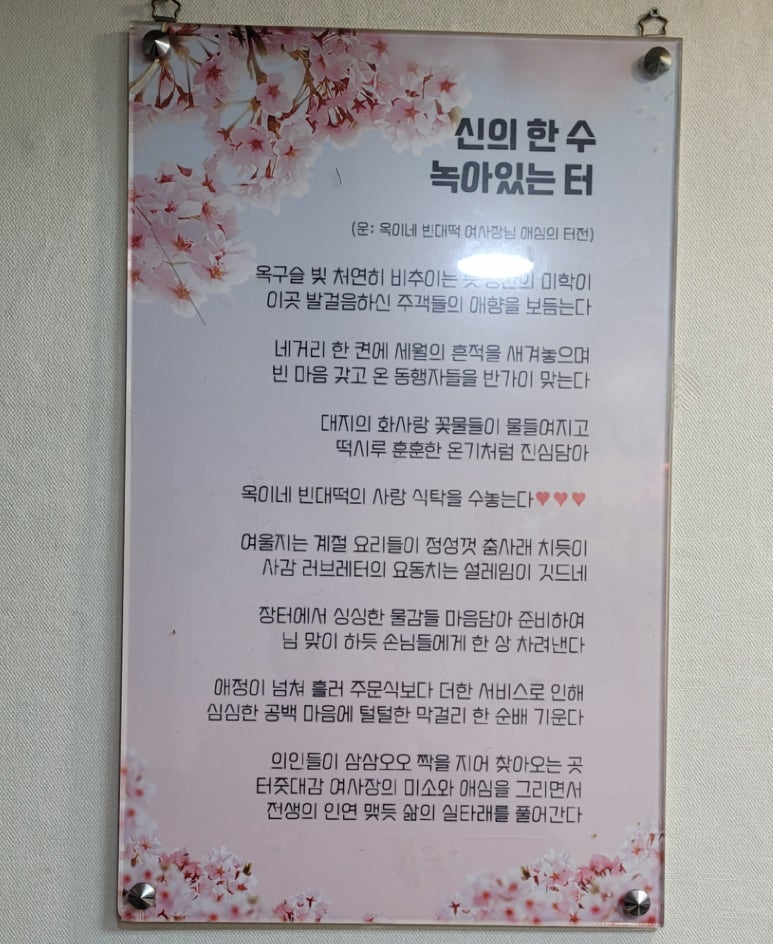 신의 한 수
녹아있는 터
(운: 옥이네 빈대떡 여사장님 애심의 터전)
옥구슬 빛 처연히 비추이는 미학이
이곳 발걸음하신 주객들의 애향을 보듬는다
네거리 한 켠에 세월의 흔적을 새겨놓으며
빈 마음 갖고 온 동행자들을 반가이 맞는다
대지의 화사랑 꽃물들이 물들여지고
떡시루 훈훈한 온기처럼 진심담아
옥이네 빈대떡의 사랑 식탁을 수놓는다♥♥♥
여울지는 계절 요리들이 정성껏 춤사래 치듯이
사감 러브레터의 요동치는 설레임이 깃드네
장터에서 싱싱한 물감들 마음담아 준비하여
님 맞이 하듯 손님들에게 한 상 차려낸다
애정이 넘쳐 흘러 주문식보다 더한 서비스로 인해
심심한 공백 마음에 털털한 막걸리 한 순배 기운다
의인들이 삼삼오오 짝을 지어 찾아오는 곳
터줏대감 여사장의 미소와 애심을 그리면서
전생의 인연 맺듯 삶의 실타래를 풀어간다